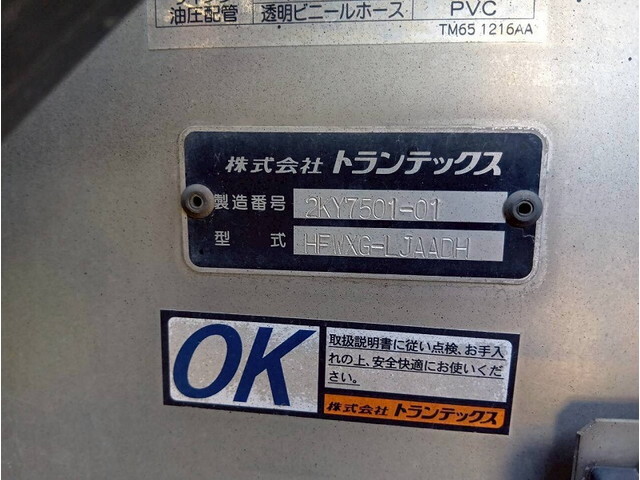 油圧配管 透明ビニールホース PVC
TM65 1216AA
株式会社 トランテックス
製造番号 2KY7501-01
型式 HFWXG-LJAADH
OK
取扱説明書に従い点検、お手入
れの上、安全快適にお使いくだ
さい。
株式会社 トランテックス